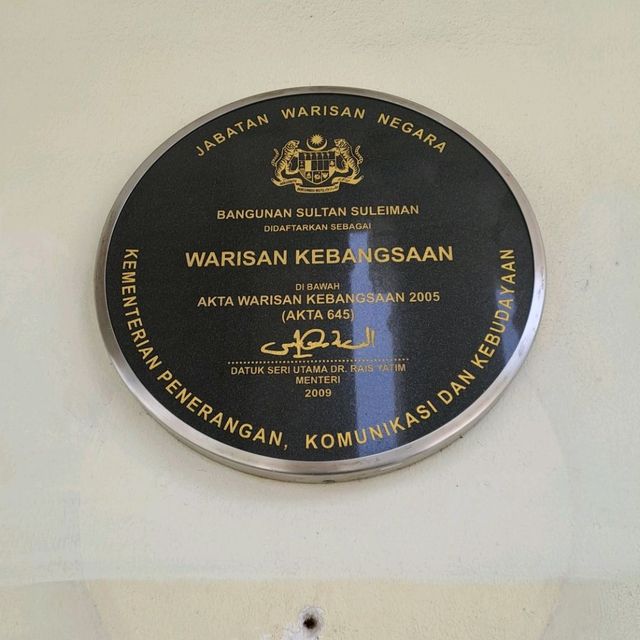 JABATAN WARISAN NEGARA
BANGUNAN SULTAN SULEIMAN
DIDAFTARKAN SEBAGAI
WARISAN KEBANGSAAN
DI BAWAH
AKTA WARISAN KEBANGSAAN 2005
(AKTA 645)
DATUK SERI UTAMA DR. RAIS YATIM
MENTERI
2009
KEMENTERIAN PENERANGAN, KOMUNIKASI DAN KEBUDAYAAN